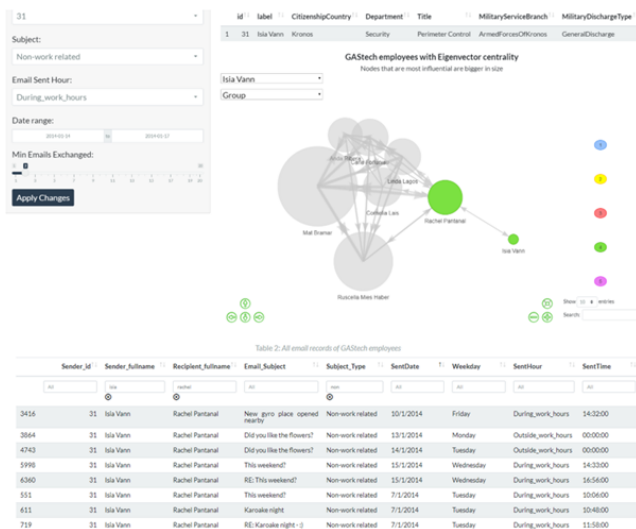 31
Subject:
Non-work related
Email Sent Hour:
During_work_hours
Date range:
2014-01-17
Min Emails Exchanged:
Apply Changes
id label CitizenshipCountry Department Title MilitaryServiceBranch MilitaryDischargeType
1 31 Isia Vann Kronos Security Perimeter Control ArmedForcesOfKronos GeneralDischarge
GAStech employees with Eigenvector centrality
Nodes that are most influential are bigger in size
Isia Vann
Group
Linda Lagos
Cornelia Lais
Rachel Pantanal
Mat Bramar
Isia Vann
Ruscella Mies Haber
Show 10 entries
Search:
Table 2: All email records of GAStech employees
Sender_id Sender_fullname Recipient_fullname Email_Subject Subject_Type SentDate Weekday SentHour SentTime
All isia rachel All non All All All All
3416 31 Isia Vann Rachel Pantanal New gyro place opened nearby Non-work related 10/1/2014 Friday During_work_hours 14:32:00
3864 31 Isia Vann Rachel Pantanal Did you like the flowers? Non-work related 13/1/2014 Monday Outside_work_hours 00:00:00
4743 31 Isia Vann Rachel Pantanal Did you like the flowers? Non-work related 14/1/2014 Tuesday Outside_work_hours 00:00:00
5998 31 Isia Vann Rachel Pantanal This weekend? Non-work related 15/1/2014 Wednesday During_work_hours 14:33:00
6360 31 Isia Vann Rachel Pantanal RE: This weekend? Non-work related 15/1/2014 Wednesday During_work_hours 16:56:00
551 31 Isia Vann Rachel Pantanal This weekend? Non-work related 7/1/2014 Tuesday During_work_hours 10:06:00
611 31 Isia Vann Rachel Pantanal Karoake night Non-work related 7/1/2014 Tuesday During_work_hours 10:48:00
719 31 Isia Vann Rachel Pantanal RE: Karoake night - :) Non-work related 7/1/2014 Tuesday During_work_hours 11:58:00